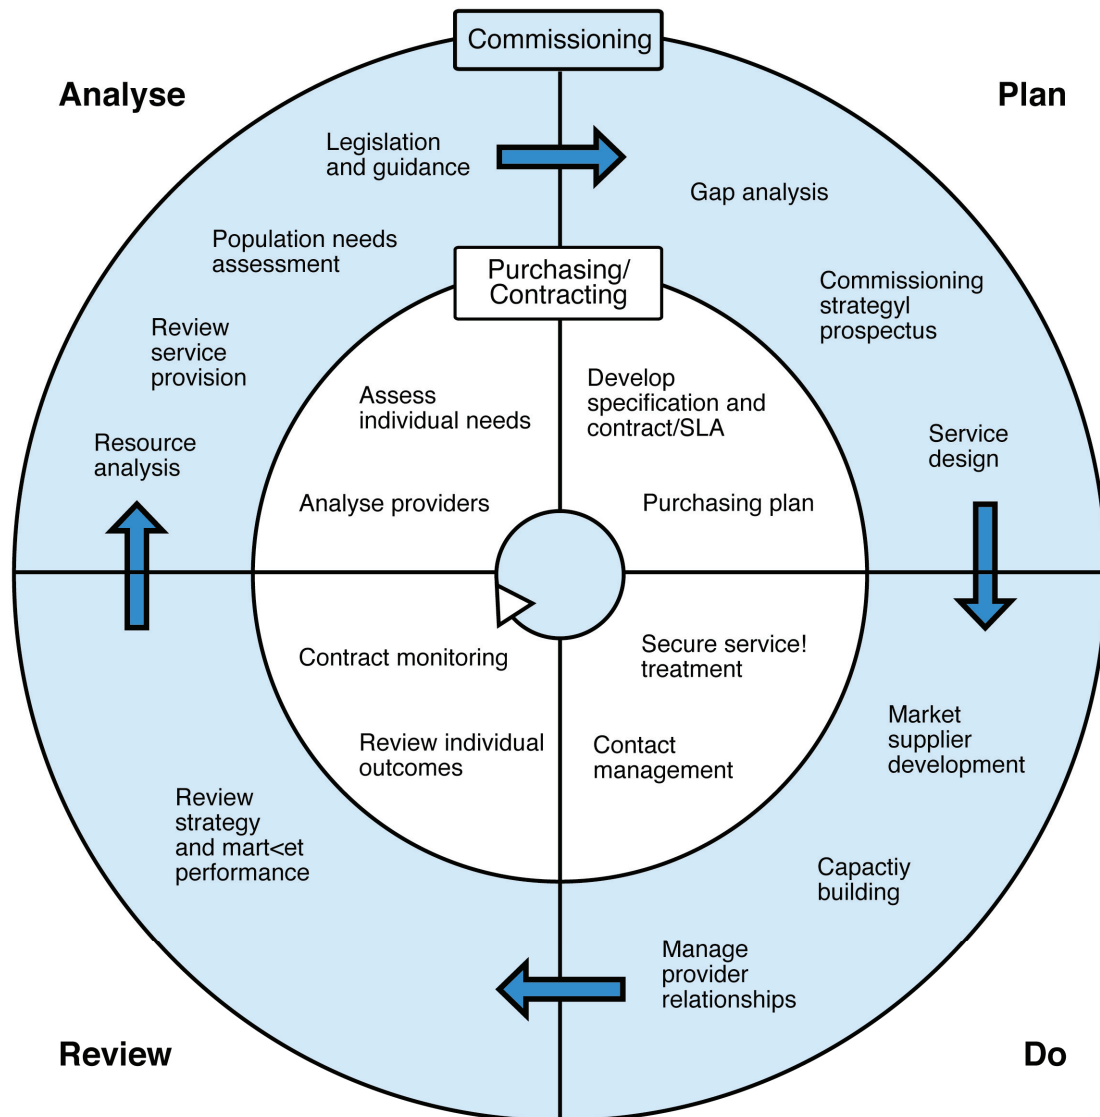 Commissioning
Analyse
Plan
Legislation
and guidance
Gap analysis
Population needs
assessment
Purchasing/
Contracting
Commissioning
strategyl
prospectus
Review
service
provision
Assess
individual needs
Develop
specification and
contract/SLA
Resource
analysis
Service
design
Analyse providers
Purchasing plan
Contract monitoring
Secure service!
treatment
Market
supplier
development
Review individual
outcomes
Contact
management
Review
strategy
and mart<et
performance
Capactiy
building
Manage
provider
relationships
Review
Do